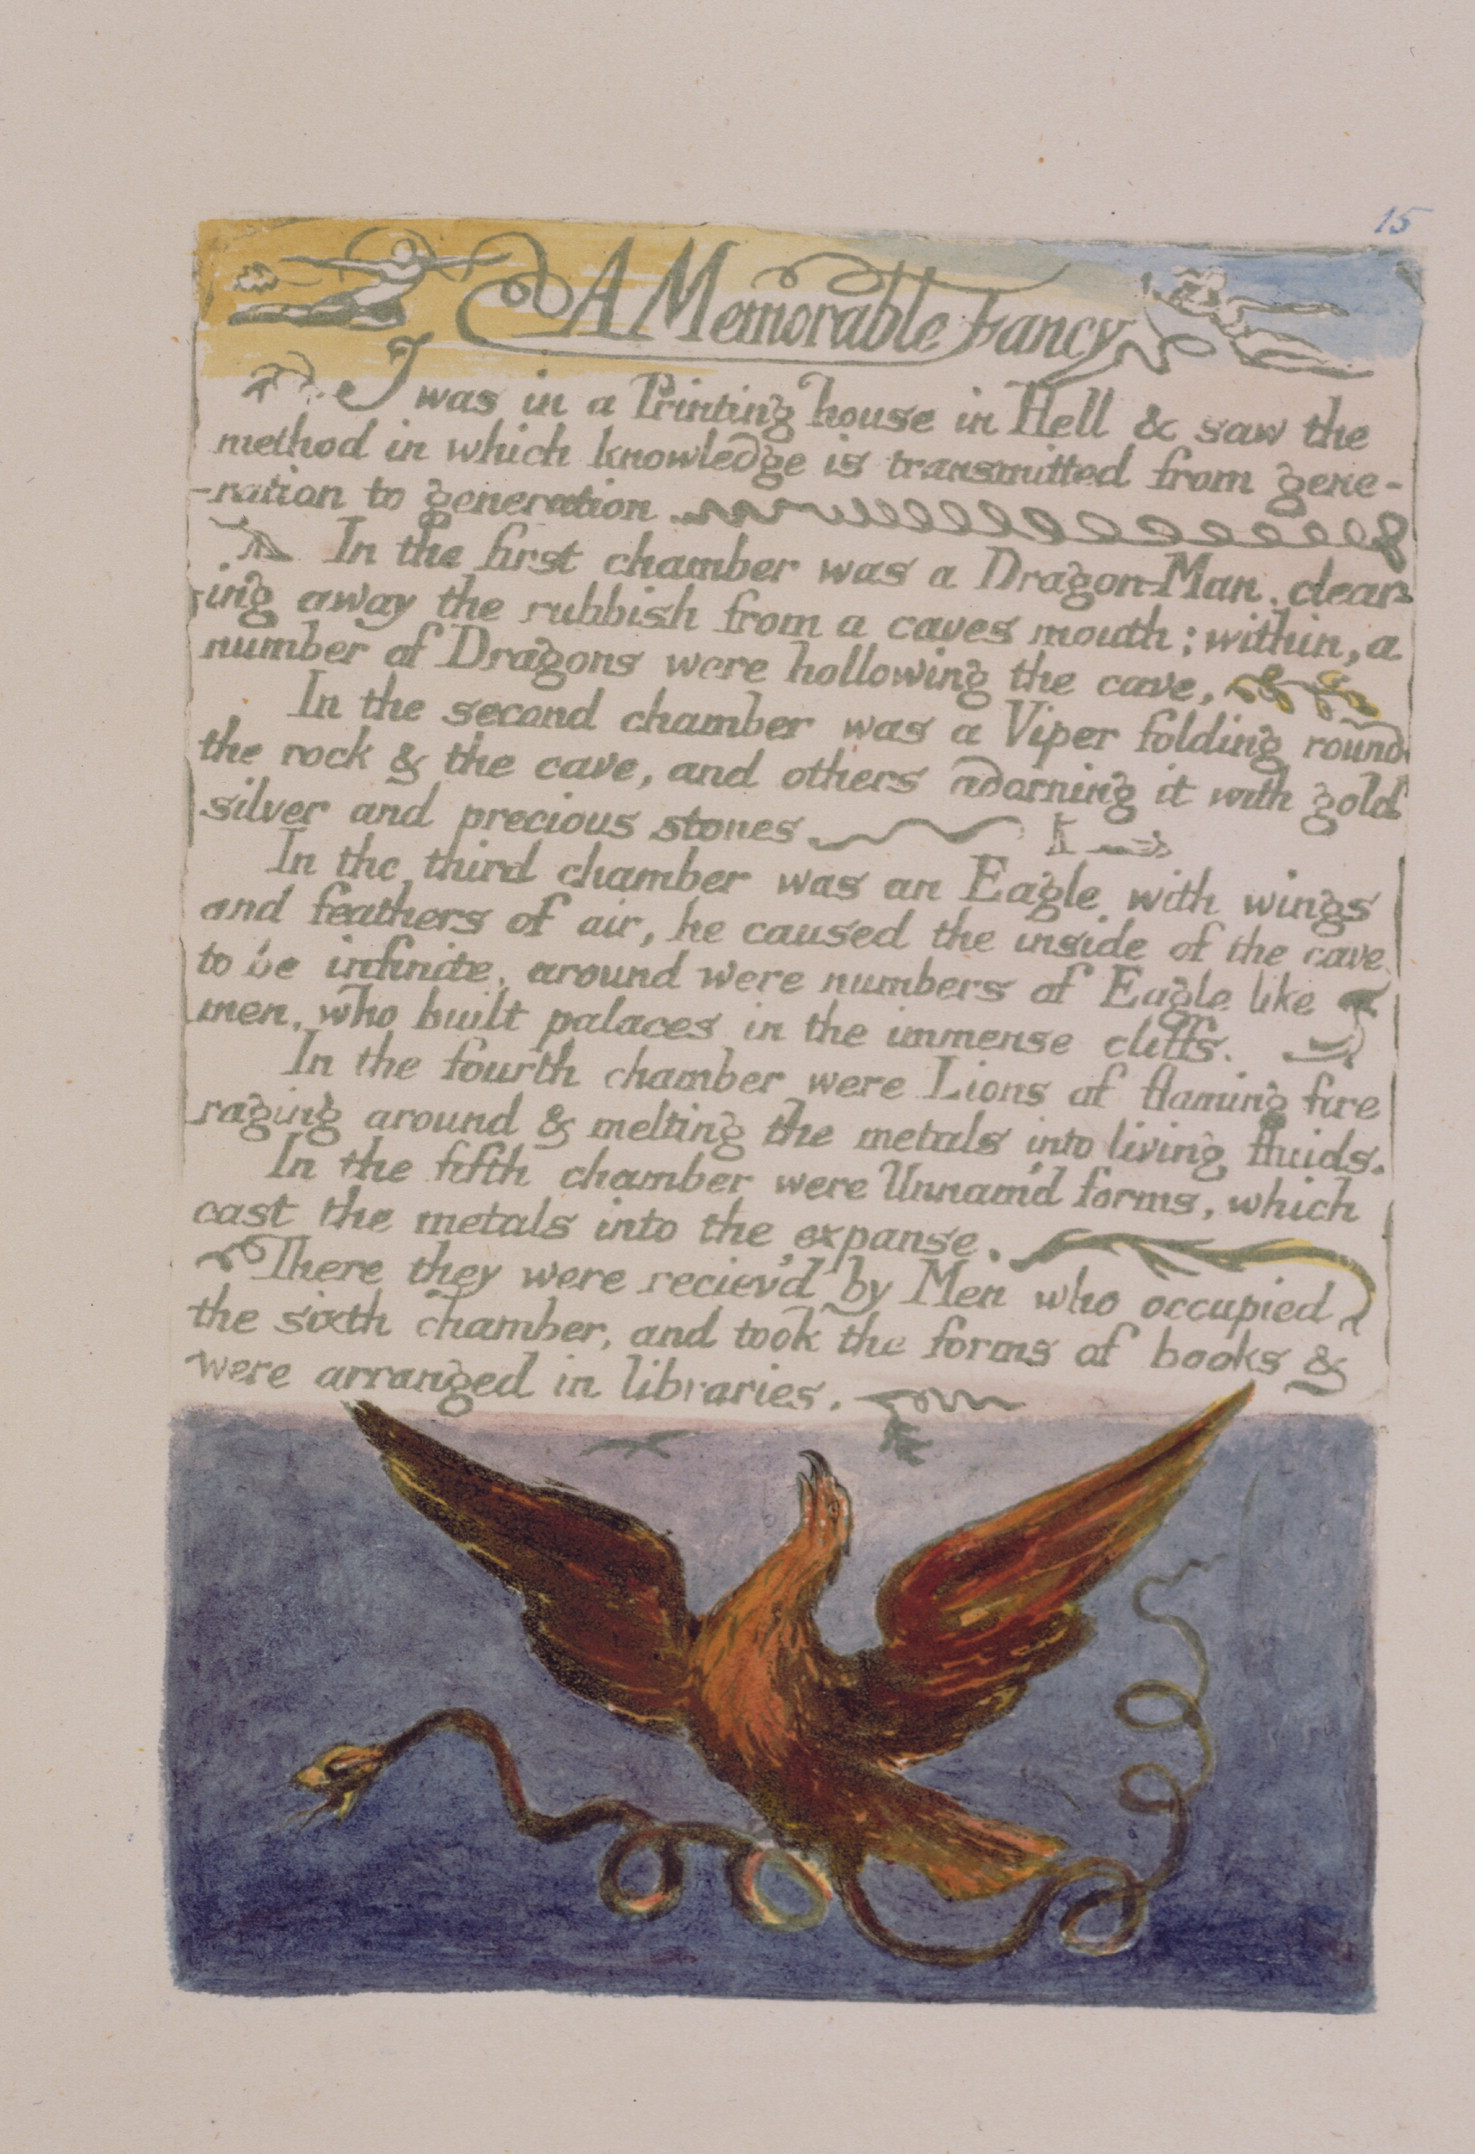 15
A Memorable Fancy
I was in a Printing house in Hell & saw the
method in which knowledge is transmitted from gene-
-ration to generation.
In the first chamber was a Dragon-Man, clear-
ing away the rubbish from a caves mouth; within, a
number of Dragons were hollowing the cave,
In the second chamber was a Viper folding round
the rock & the cave, and others adorning it with gold
silver and precious stones
In the third chamber was an Eagle with wings
and feathers of air, he caused the inside of the cave
to be infinite, around were numbers of Eagle like
men, who built palaces in the immense cliffs.
In the fourth chamber were Lions of flaming fire
raging around & melting the metals into living fluids.
In the fifth chamber were Unnam'd forms, which
cast the metals into the expanse.
There they were reciev'd by Men who occupied
the sixth chamber, and took the forms of books &
were arranged in libraries.